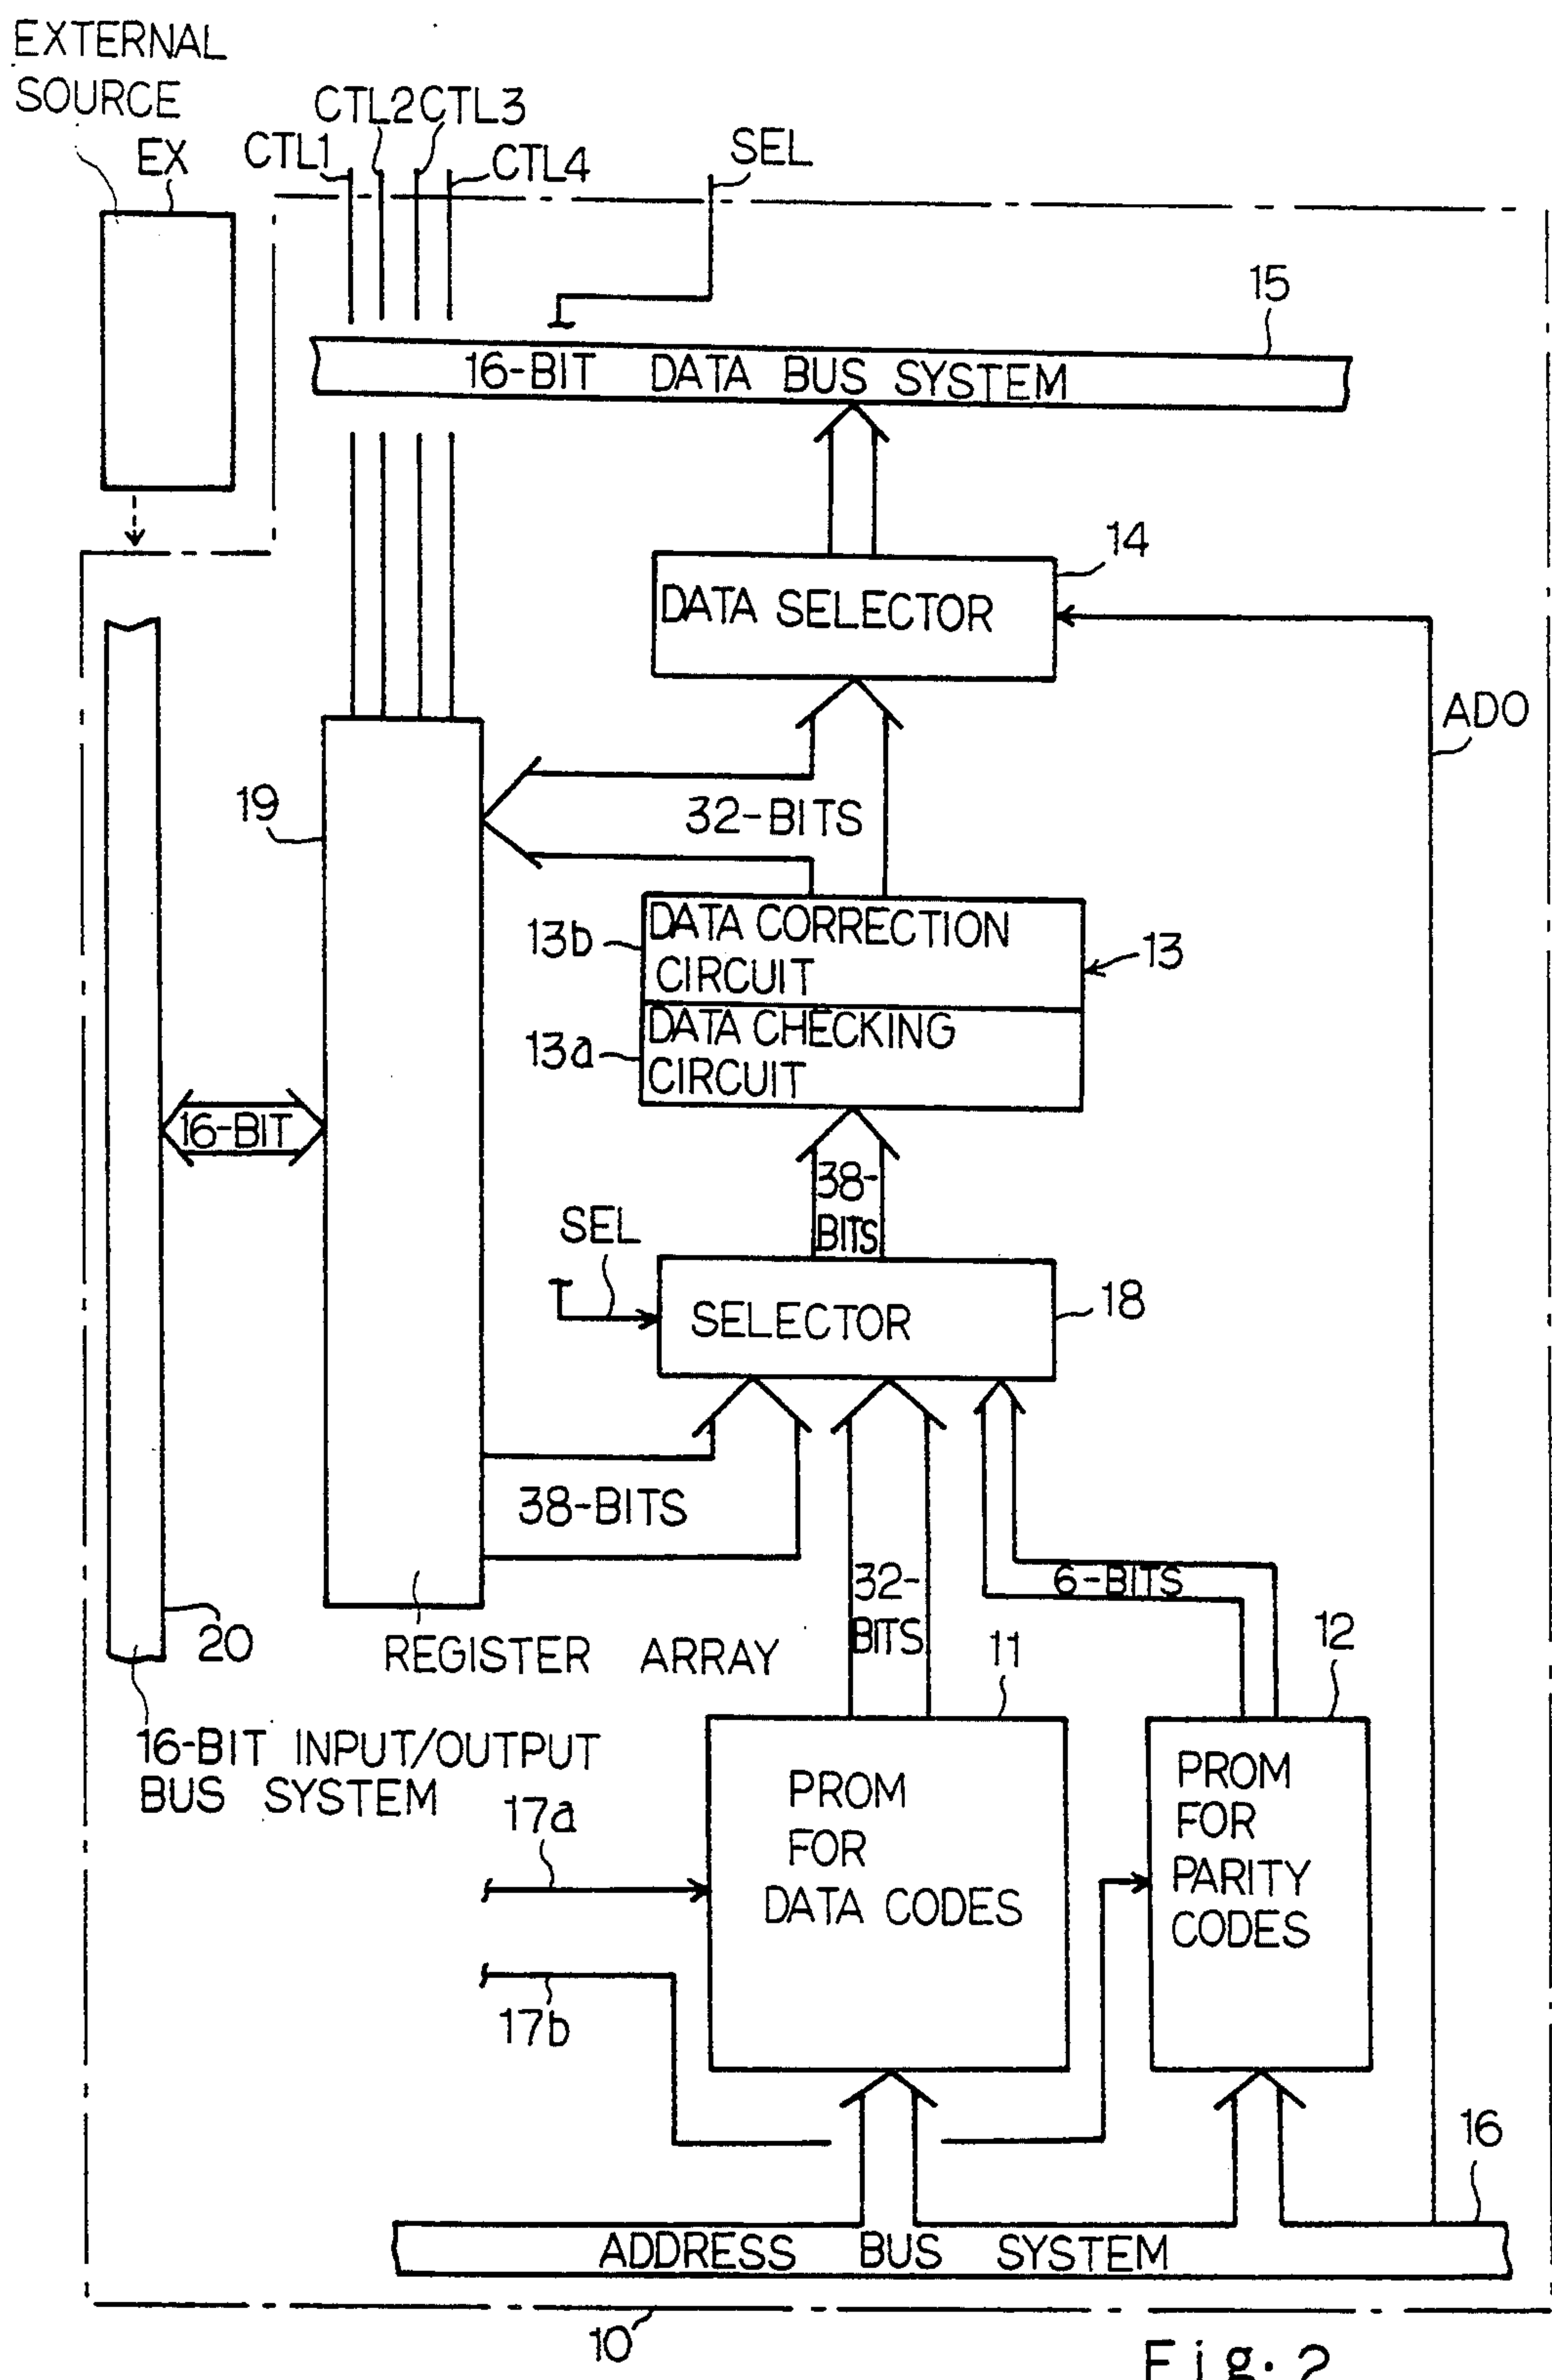 EXTERNAL
SOURCE
EX
CTL1
CTL2 CTL3
CTL4
SEL
15
16-BIT DATA BUS SYSTEM
14
DATA SELECTOR
ADO
19
32-BITS
13b
DATA CORRECTION
CIRCUIT
13
13a
DATA CHECKING
CIRCUIT
16-BIT
38-
BITS
SEL
SELECTOR
18
38-BITS
32-
BITS
6-BITS
20
REGISTER ARRAY
11
12
16-BIT INPUT/OUTPUT
BUS SYSTEM
17a
17b
PROM
FOR
DATA CODES
PROM
FOR
PARITY
CODES
16
ADDRESS BUS SYSTEM
10
Fig. 2